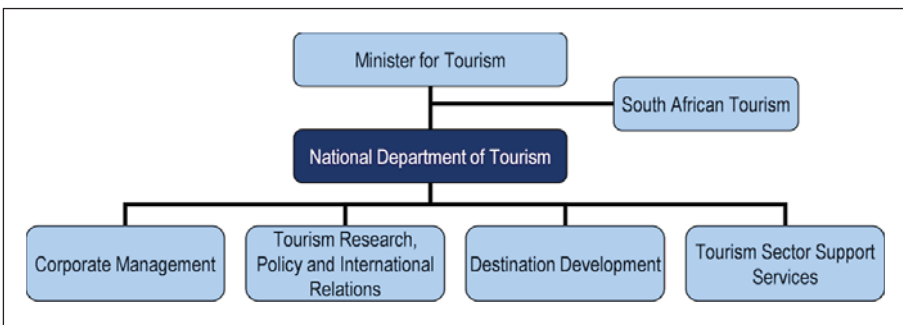 Minister for Tourism
South African Tourism
National Department of Tourism
Corporate Management
Tourism Research,
Policy and International
Relations
Destination Development
Tourism Sector Support
Services